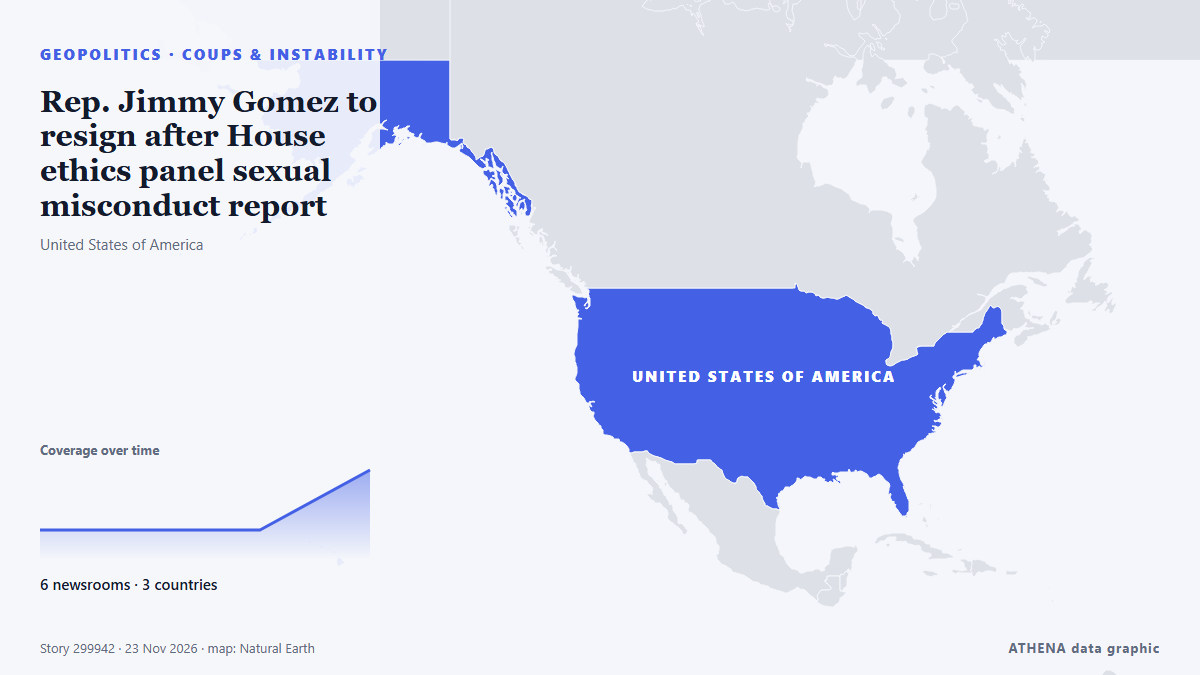 GEOPOLITICS · COUPS & INSTABILITY
Rep. Jimmy Gomez to
resign after House
ethics panel sexual
misconduct report
United States of America
UNITED STATES OF AMERICA
Coverage over time
6 newsrooms · 3 countries
Story 299942 · 23 Nov 2026 · map: Natural Earth
ATHENA data graphic